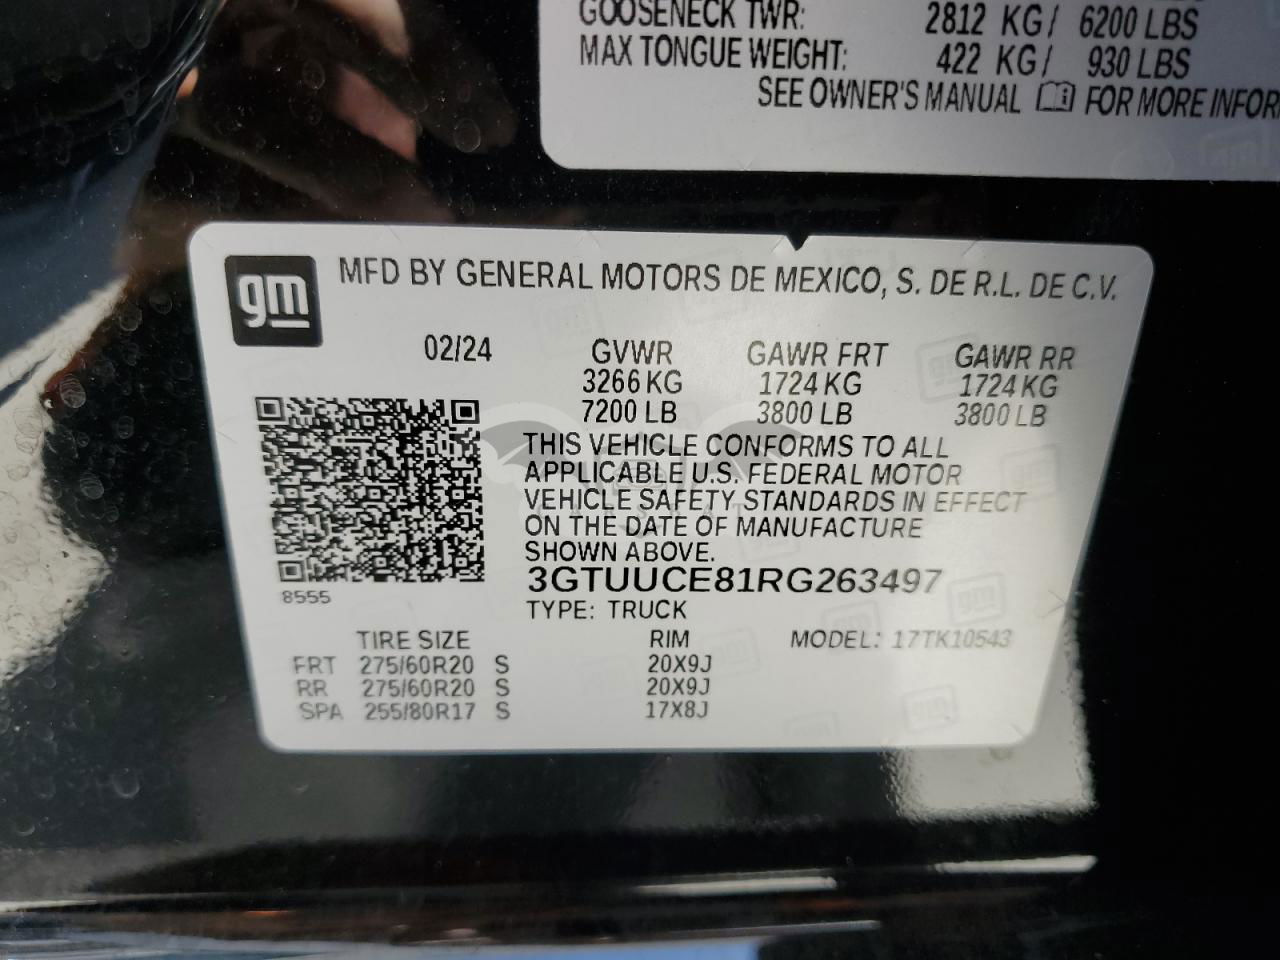 GOOSENECK TWR: 2812 KG/ 6200 LBS
MAX TONGUE WEIGHT: 422 KG/ 930 LBS
SEE OWNER'S MANUAL FOR MORE INFOR
gm
MFD BY GENERAL MOTORS DE MEXICO, S. DE R.L. DE C.V.
02/24 GVWR GAWR FRT GAWR RR
3266 KG 1724 KG 1724 KG
7200 LB 3800 LB 3800 LB
THIS VEHICLE CONFORMS TO ALL
APPLICABLE U.S. FEDERAL MOTOR
VEHICLE SAFETY STANDARDS IN EFFECT
ON THE DATE OF MANUFACTURE
SHOWN ABOVE.
3GTUUCE81RG263497
8555
TYPE: TRUCK
TIRE SIZE RIM MODEL: 17TK10543
FRT 275/60R20 S 20X9J
RR 275/60R20 S 20X9J
SPA 255/80R17 S 17X8J